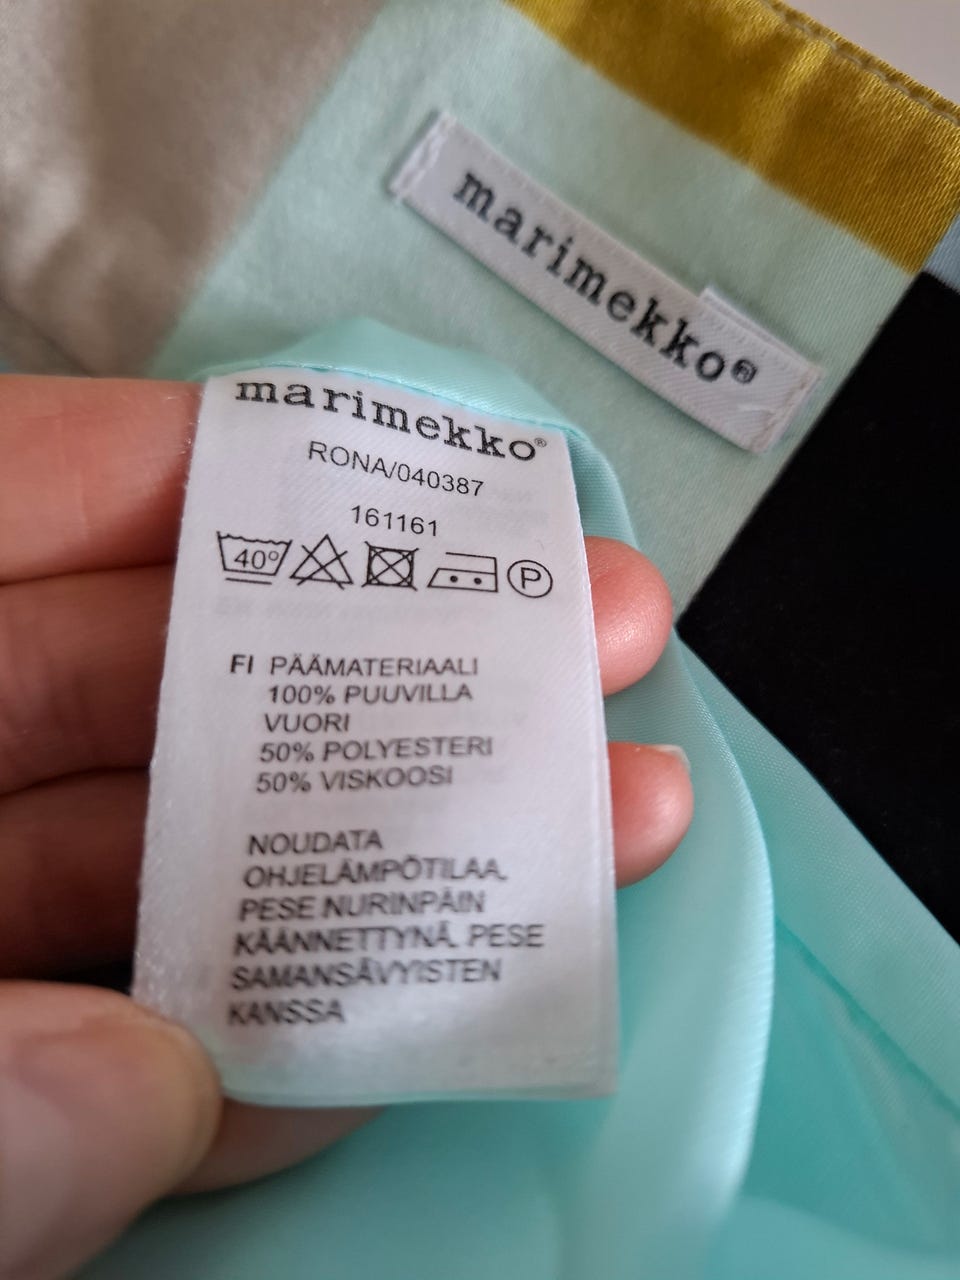 marimekko®
marimekko®
RONA/040387
161161
40° P
FI PÄÄMATERIAALI
100% PUUVILLA
VUORI
50% POLYESTERI
50% VISKOOSI
NOUDATA
OHJELÄMPÖTILAA,
PESE NURINPÄIN
KÄÄNNETTYNÄ. PESE
SAMANSÄVYISTEN
KANSSA